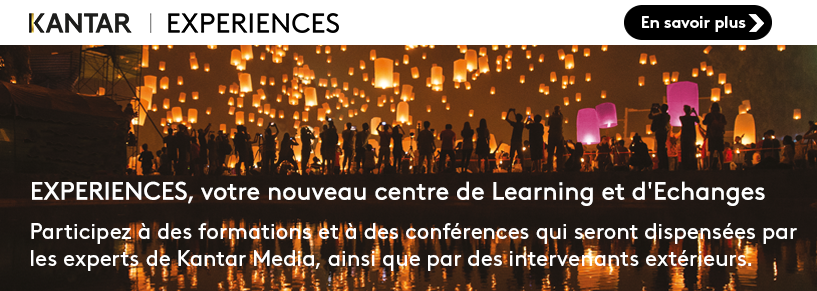 KANTAR | EXPERIENCES
En savoir plus
EXPERIENCES, votre nouveau centre de Learning et d'Echanges
Participez à des formations et à des conférences qui seront dispensées par
les experts de Kantar Media, ainsi que par des intervenants extérieurs.